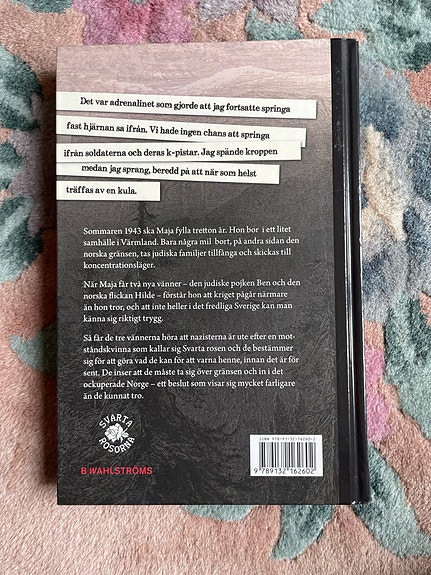 Det var adrenalinet som gjorde att jag fortsatte springa
fast hjärnan sa ifrån. Vi hade ingen chans att springa
ifrån soldaterna och deras k-pistar. Jag spände kroppen
medan jag sprang, beredd på att när som helst
träffas av en kula.
Sommaren 1943 ska Maja fylla tretton år. Hon bor i ett litet
samhälle i Värmland. Bara några mil bort, på andra sidan den
norska gränsen, tas judiska familjer tillfånga och skickas till
koncentrationsläger.
När Maja får två nya vänner – den judiske pojken Ben och den
norska flickan Hilde – förstår hon att kriget pågår närmare
än hon tror, och att inte heller i det fredliga Sverige kan man
känna sig riktigt trygg.
Så får de tre vännerna höra att nazisterna är ute efter en mot-
ståndskvinna som kallar sig Svarta rosen och de bestämmer
sig för att göra vad de kan för att varna henne, innan det är för
sent. De inser att de måste ta sig över gränsen och in i det
ockuperade Norge – ett beslut som visar sig mycket farligare
än de kunnat tro.
SVARTA
ROSORNA
B WAHLSTRÖMS
ISBN 978-91-32-16260-2
9 789132 162602